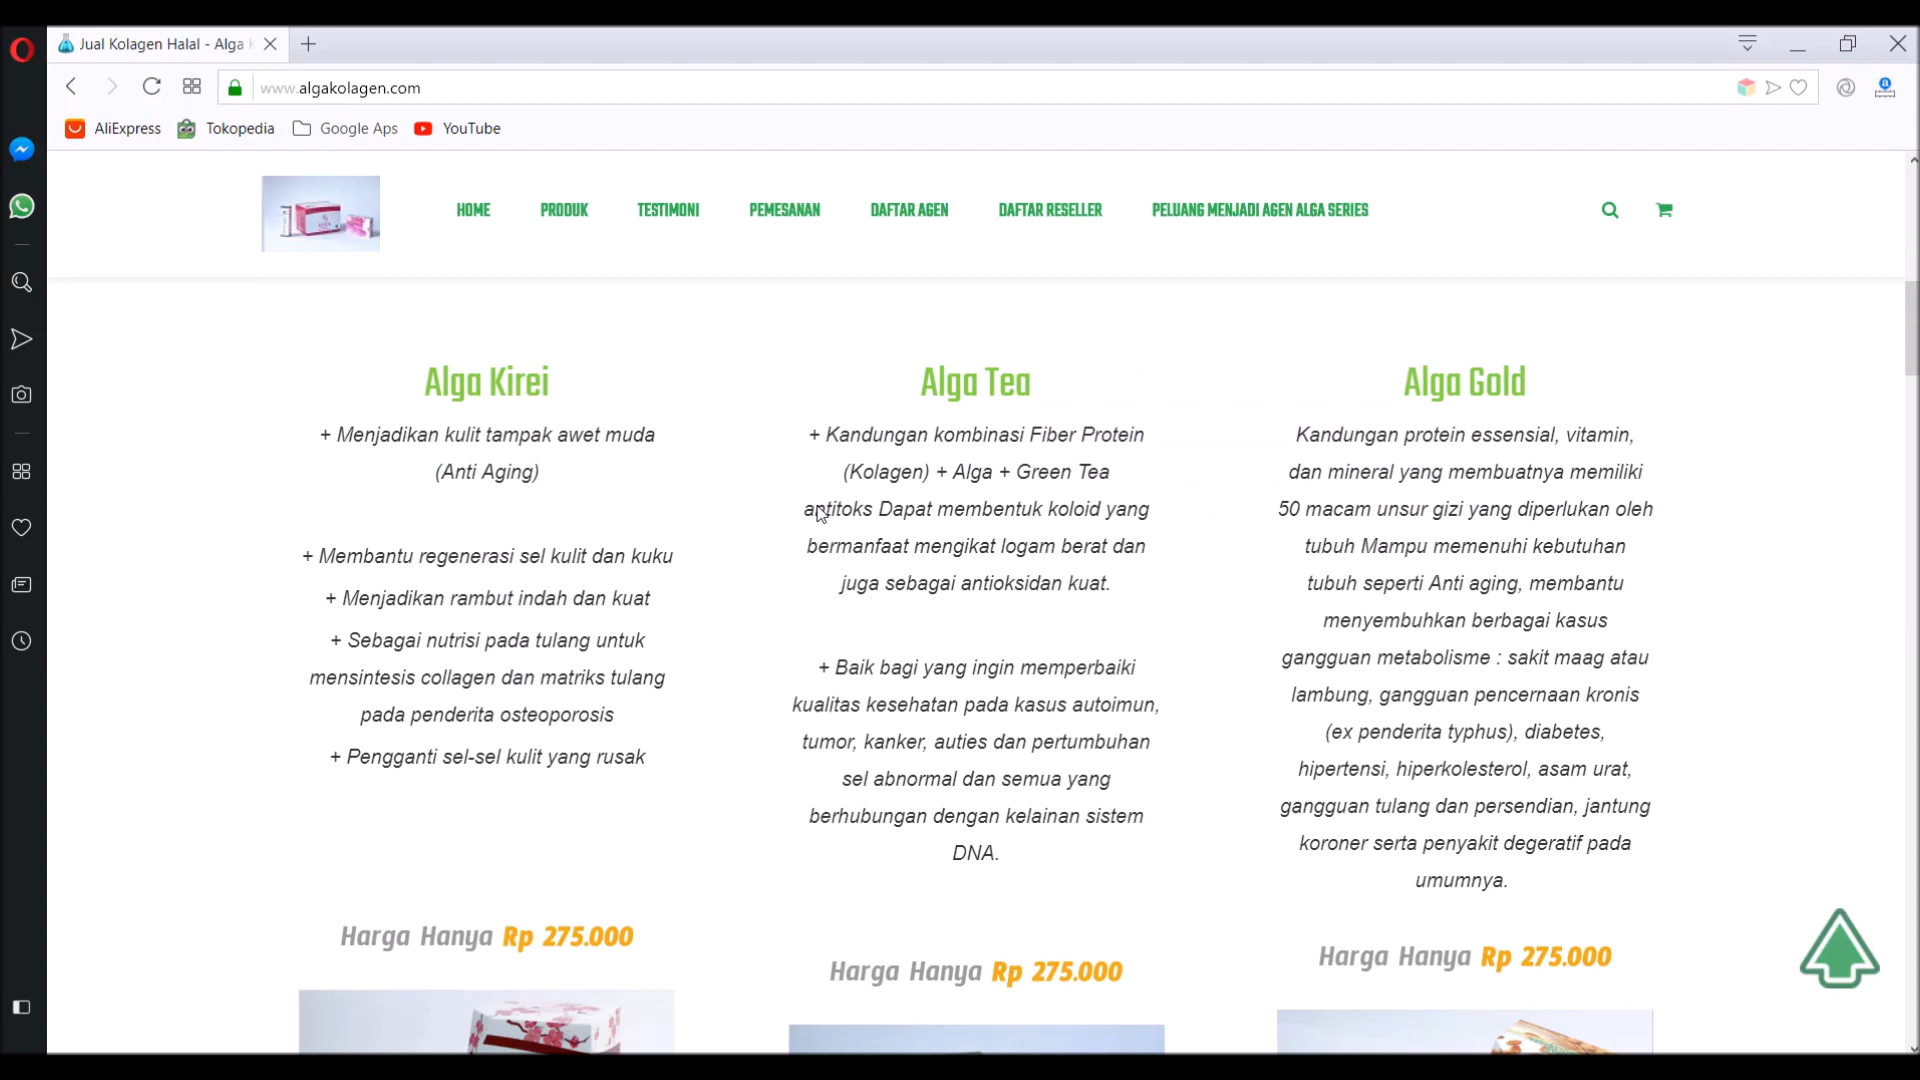 Jual Kolagen Halal - Alga K
www.algakolagen.com
AliExpress Tokopedia Google Aps YouTube
HOME PRODUK TESTIMONI PEMESANAN DAFTAR AGEN DAFTAR RESELLER PELUANG MENJADI AGEN ALGA SERIES
Alga Kirei
+ Menjadikan kulit tampak awet muda
(Anti Aging)
+ Membantu regenerasi sel kulit dan kuku
+ Menjadikan rambut indah dan kuat
+ Sebagai nutrisi pada tulang untuk
mensintesis collagen dan matriks tulang
pada penderita osteoporosis
+ Pengganti sel-sel kulit yang rusak
Harga Hanya Rp 275.000
Alga Tea
+ Kandungan kombinasi Fiber Protein
(Kolagen) + Alga + Green Tea
antitoks Dapat membentuk koloid yang
bermanfaat mengikat logam berat dan
juga sebagai antioksidan kuat.
+ Baik bagi yang ingin memperbaiki
kualitas kesehatan pada kasus autoimun,
tumor, kanker, auties dan pertumbuhan
sel abnormal dan semua yang
berhubungan dengan kelainan sistem
DNA.
Harga Hanya Rp 275.000
Alga Gold
Kandungan protein essensial, vitamin,
dan mineral yang membuatnya memiliki
50 macam unsur gizi yang diperlukan oleh
tubuh Mampu memenuhi kebutuhan
tubuh seperti Anti aging, membantu
menyembuhkan berbagai kasus
gangguan metabolisme : sakit maag atau
lambung, gangguan pencernaan kronis
(ex penderita typhus), diabetes,
hipertensi, hiperkolesterol, asam urat,
gangguan tulang dan persendian, jantung
koroner serta penyakit degeratif pada
umumnya.
Harga Hanya Rp 275.000